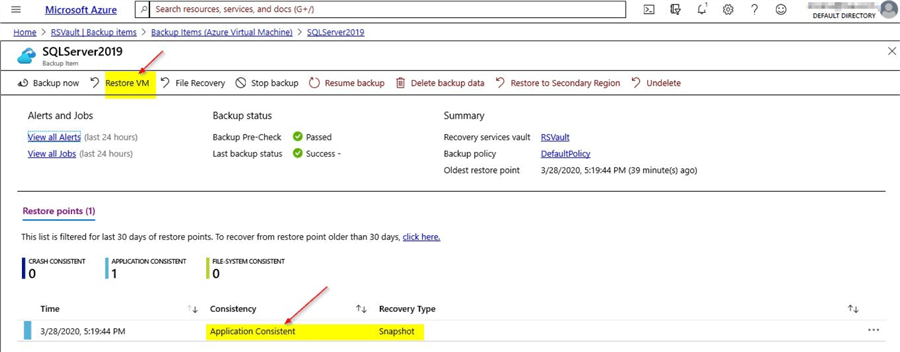 Microsoft Azure
Search resources, services, and docs (G+/)
DEFAULT DIRECTORY
Home > RSVault | Backup items > Backup Items (Azure Virtual Machine) > SQLServer2019
SQLServer2019
Backup Item
Backup now Restore VM File Recovery Stop backup Resume backup Delete backup data Restore to Secondary Region Undelete
Alerts and Jobs Backup status Summary
View all Alerts (last 24 hours) Backup Pre-Check Passed Recovery services vault RSVault
View all Jobs (last 24 hours) Last backup status Success - Backup policy DefaultPolicy
Oldest restore point 3/28/2020, 5:19:44 PM (39 minute(s) ago)
Restore points (1)
This list is filtered for last 30 days of restore points. To recover from restore point older than 30 days, click here.
CRASH CONSISTENT APPLICATION CONSISTENT FILE-SYSTEM CONSISTENT
0 1 0
Time Consistency Recovery Type
3/28/2020, 5:19:44 PM Application Consistent Snapshot